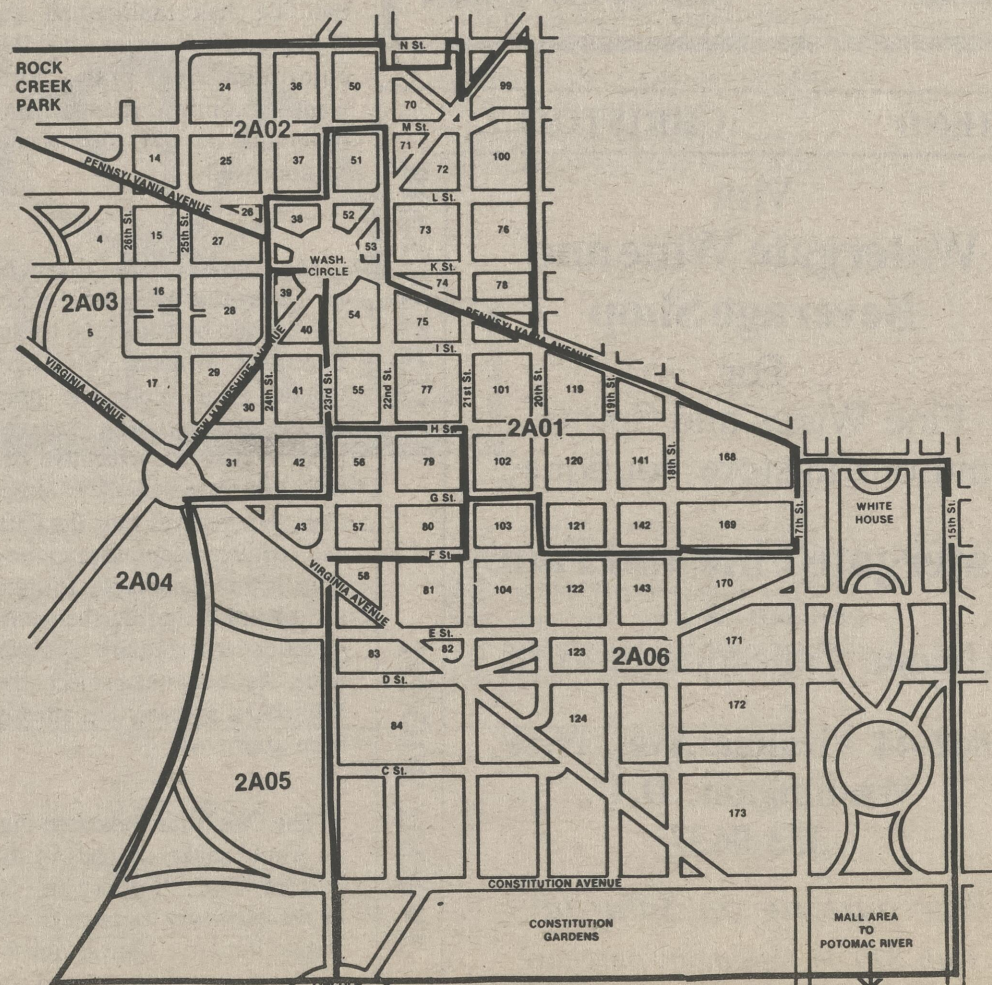 N St.
ROCK
CREEK
PARK
24
36
50
99
70
2A02
M St.
71
14
25
37
51
72
100
PENNSYLVANIA AVENUE
L St.
26
38
52
4
26th St.
15
25th St.
27
53
73
76
WASH.
CIRCLE
K St.
2A03
16
39
74
78
28
40
54
75
PENNSYLVANIA AVENUE
5
I St.
VIRGINIA AVENUE
17
29
NEW HAMPSHIRE AVENUE
24th St.
41
23rd St.
55
22nd St.
77
21st St.
101
20th St.
119
19th St.
30
H St.
2A01
31
42
56
79
102
120
141
18th St.
168
G St.
43
57
80
103
121
142
169
17th St.
WHITE
HOUSE
15th St.
F St.
2A04
VIRGINIA AVENUE
58
81
104
122
143
170
E St.
83
82
123
2A06
171
D St.
84
124
172
2A05
C St.
173
CONSTITUTION AVENUE
CONSTITUTION
GARDENS
MALL AREA
TO
POTOMAC RIVER